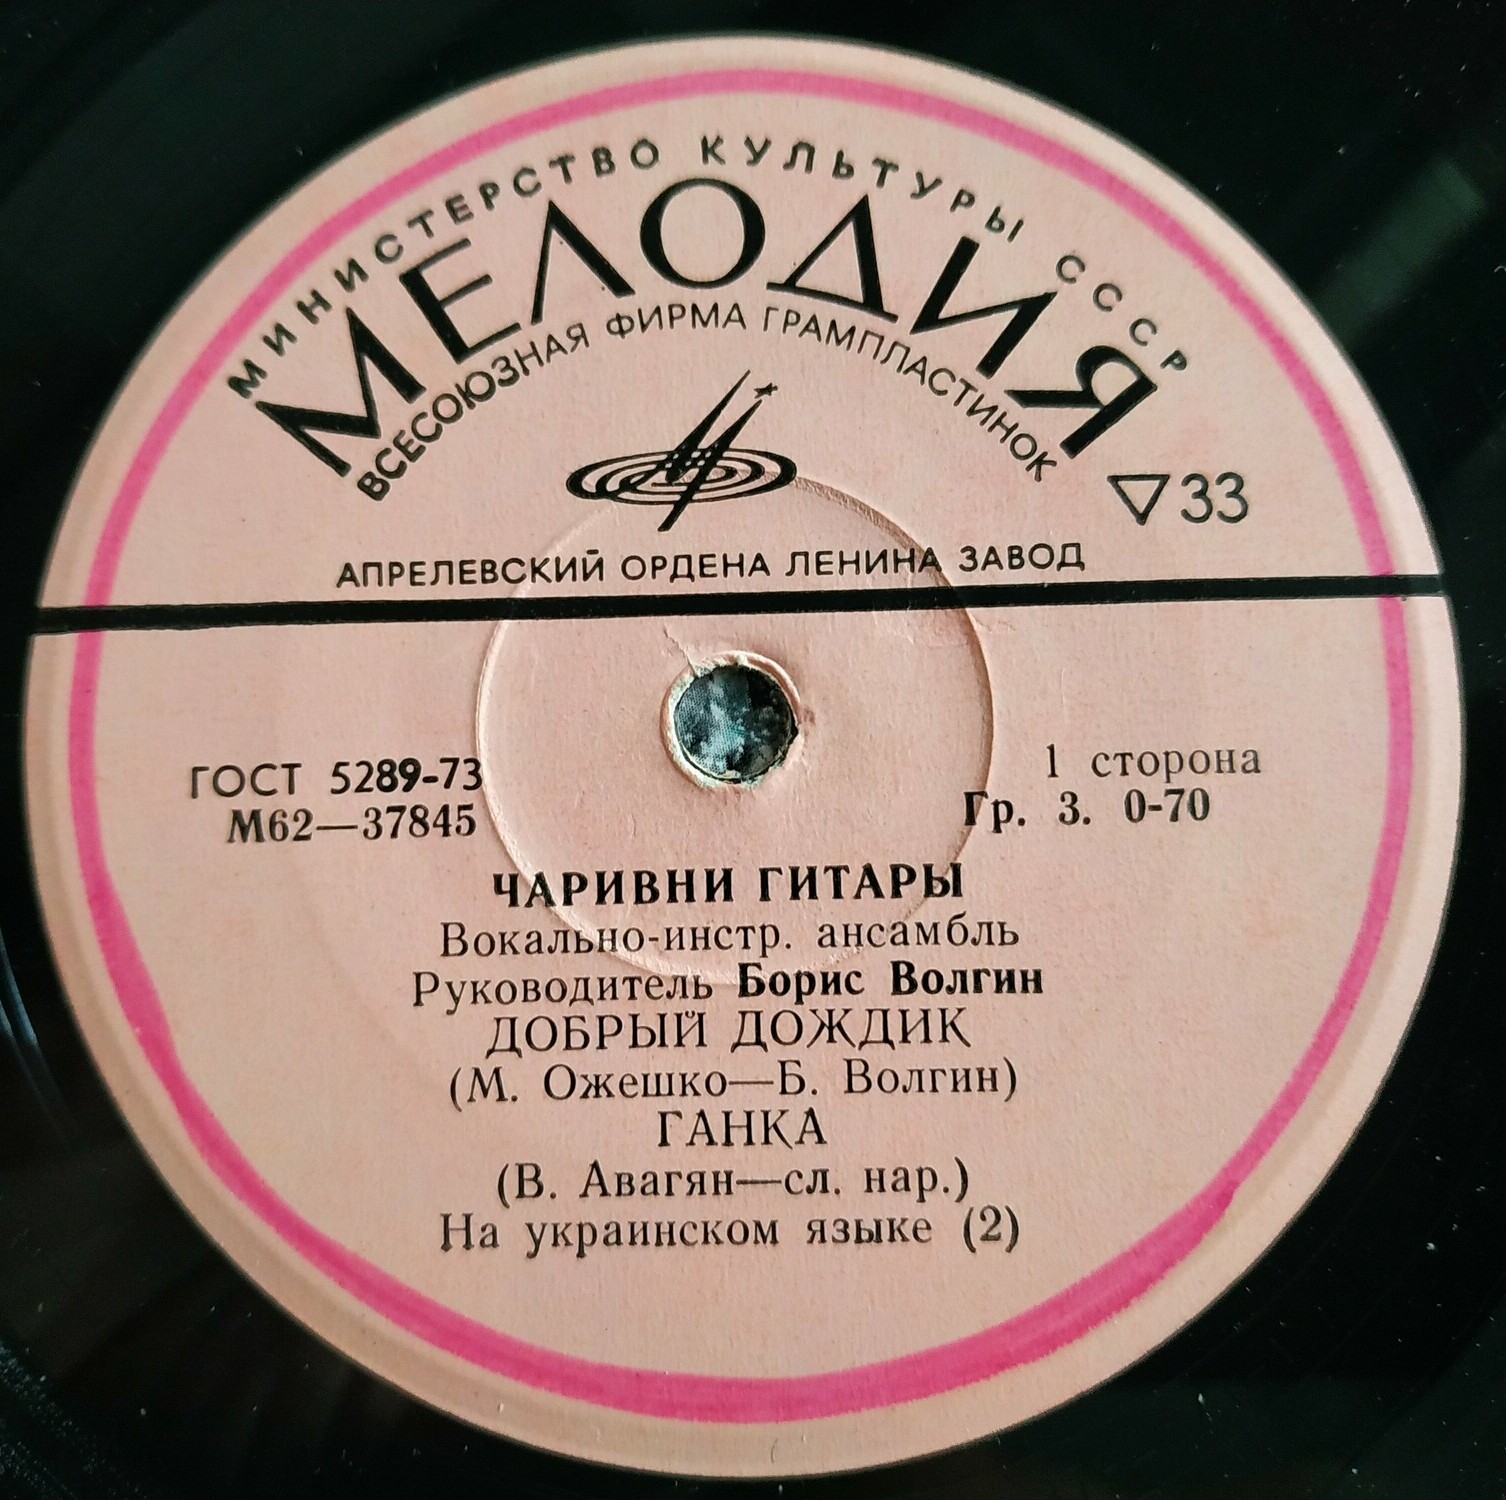 МИНИСТЕРСТВО КУЛЬТУРЫ СССР
МЕЛОДИЯ
ВСЕСОЮЗНАЯ ФИРМА ГРАМПЛАСТИНОК
▽33
АПРЕЛЕВСКИЙ ОРДЕНА ЛЕНИНА ЗАВОД
ГОСТ 5289-73
М62—37845
1 сторона
Гр. 3. 0-70
ЧАРИВНИ ГИТАРЫ
Вокально-инстр. ансамбль
Руководитель Борис Волгин
ДОБРЫЙ ДОЖДИК
(М. Ожешко—Б. Волгин)
ГАНКА
(В. Авагян—сл. нар.)
На украинском языке (2)